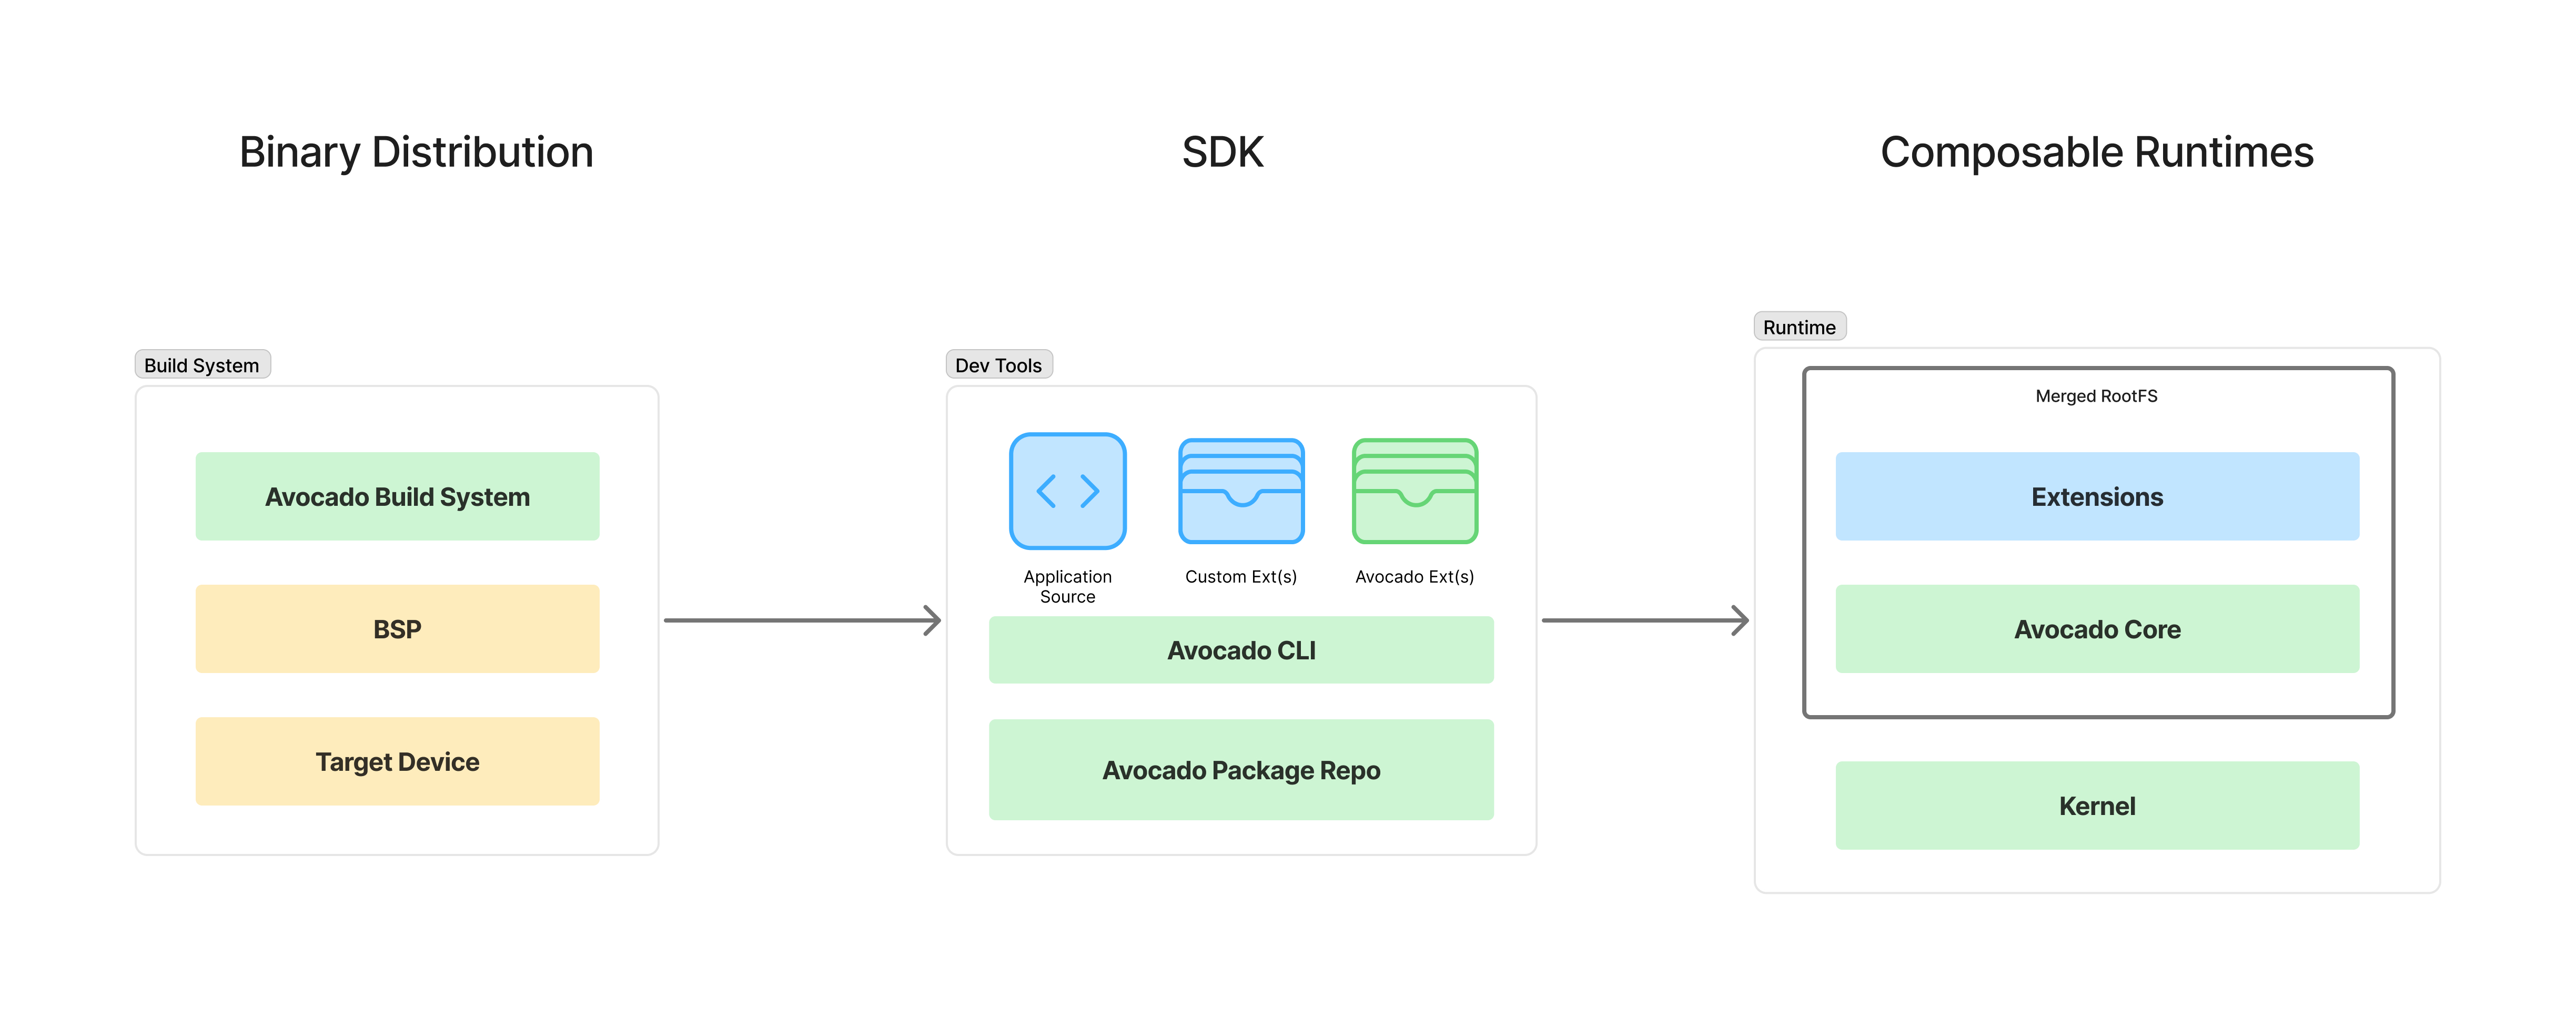 Binary Distribution
SDK
Composable Runtimes
Build System
Avocado Build System
BSP
Target Device
Dev Tools
Application
Source
Custom Ext(s)
Avocado Ext(s)
Avocado CLI
Avocado Package Repo
Runtime
Merged RootFS
Extensions
Avocado Core
Kernel